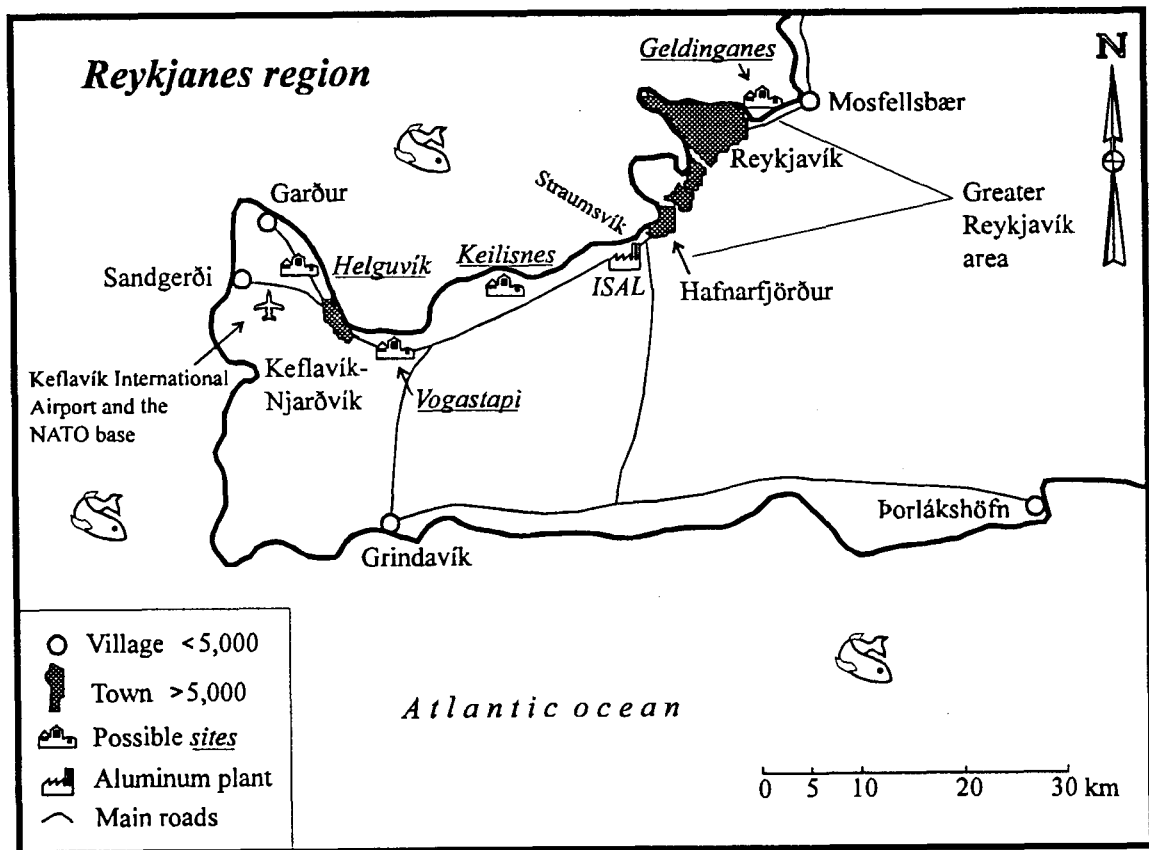 Reykjanes region
Geldinganes
N
Mosfellsbær
Reykjavík
Greater
Reykjavík
area
Garður
Straumsvík
Sandgerði
Helguvík
Keilisnes
ISAL
Hafnarfjörður
Keflavík International
Airport and the
NATO base
Keflavík-
Njarðvík
Vogastapi
Þorlákshöfn
Grindavík
Village <5,000
Town >5,000
Possible sites
Aluminum plant
Main roads
Atlantic ocean
0 5 10 20 30 km